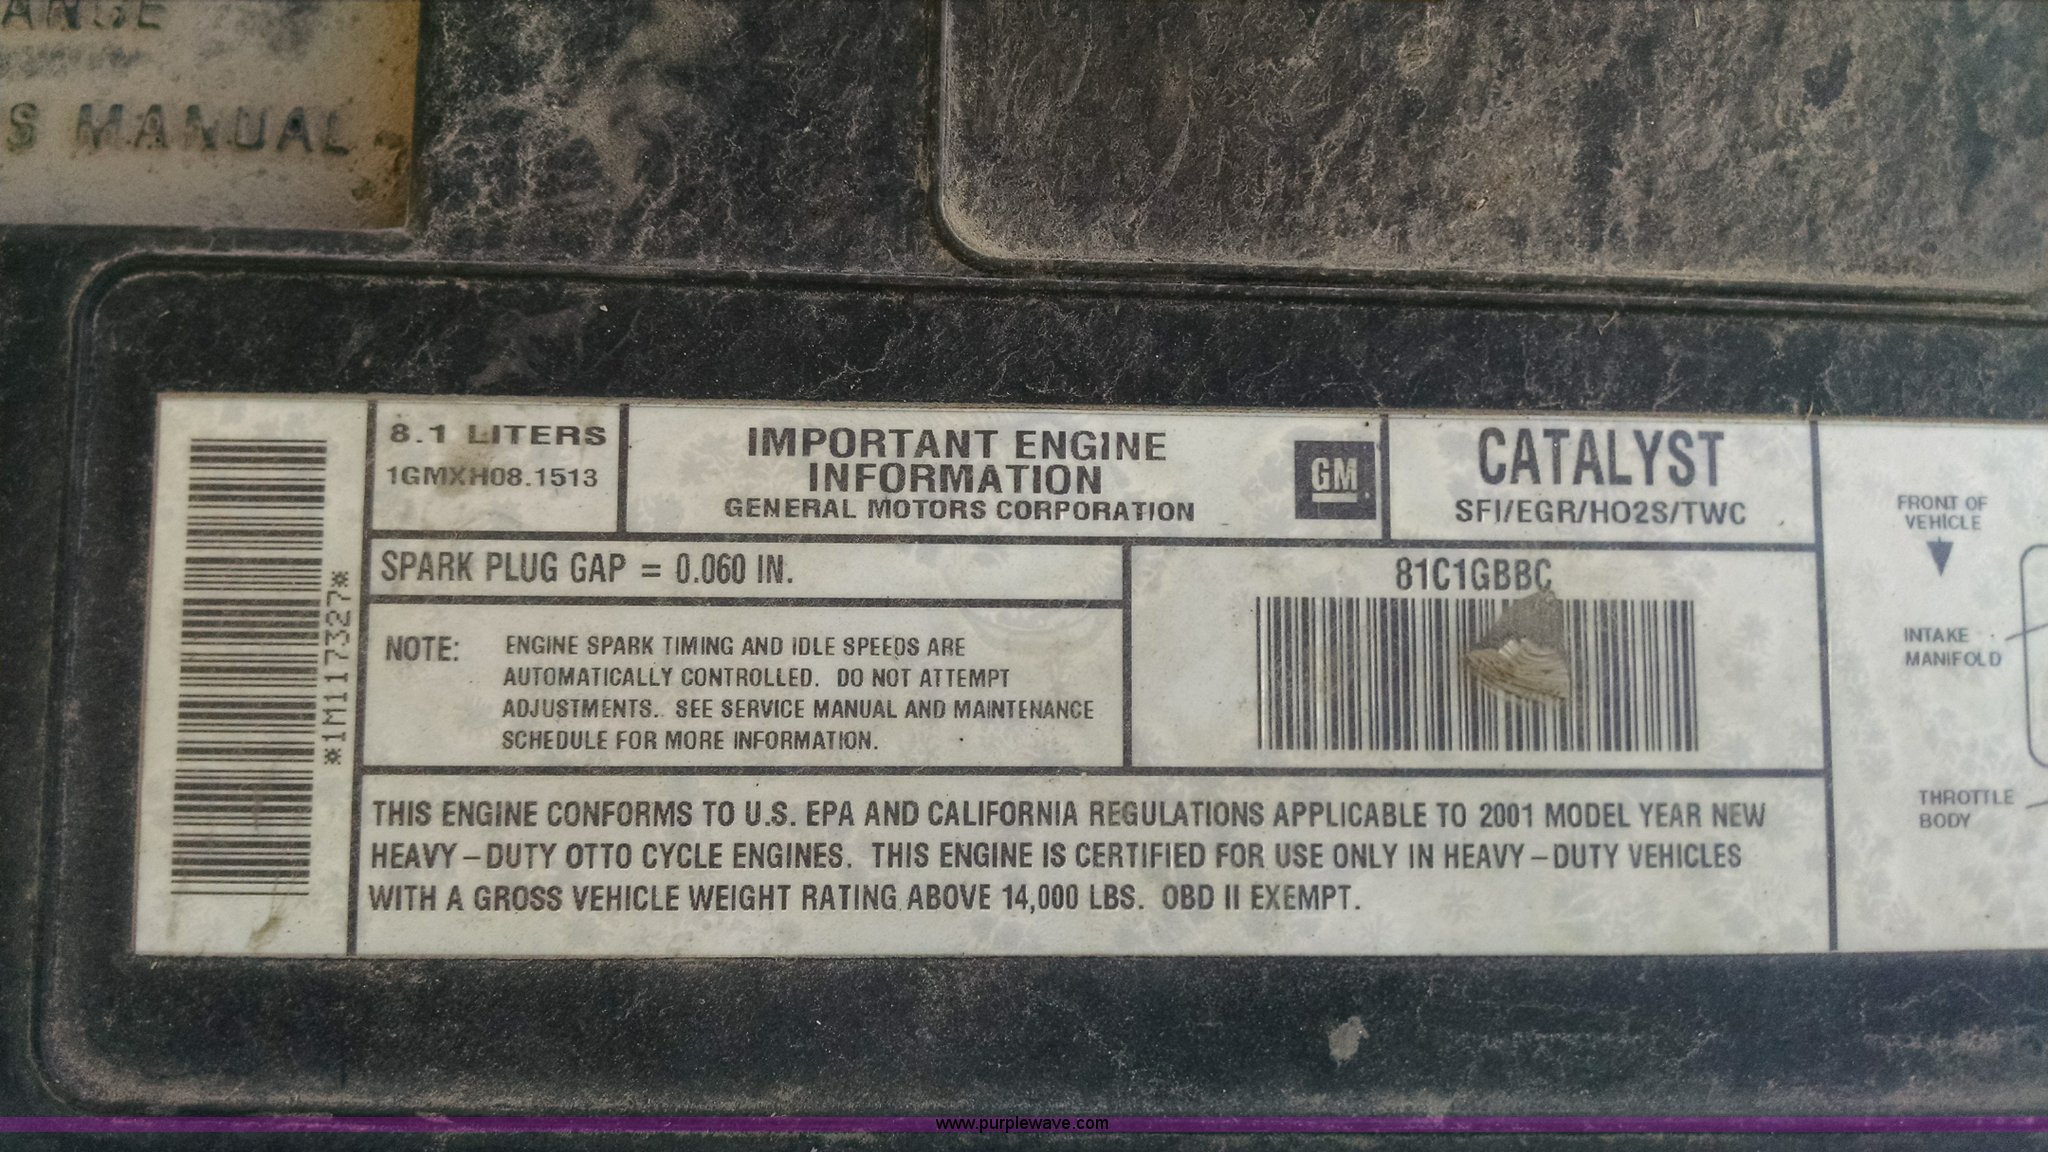 ANGE
S MANUAL
*1M1173327*
8.1 LITERS
1GMXH08.1513
IMPORTANT ENGINE
INFORMATION
GENERAL MOTORS CORPORATION
GM
CATALYST
SFI/EGR/HO2S/TWC
SPARK PLUG GAP = 0.060 IN.
81C1GBBC
NOTE: ENGINE SPARK TIMING AND IDLE SPEEDS ARE
AUTOMATICALLY CONTROLLED. DO NOT ATTEMPT
ADJUSTMENTS. SEE SERVICE MANUAL AND MAINTENANCE
SCHEDULE FOR MORE INFORMATION.
THIS ENGINE CONFORMS TO U.S. EPA AND CALIFORNIA REGULATIONS APPLICABLE TO 2001 MODEL YEAR NEW
HEAVY-DUTY OTTO CYCLE ENGINES. THIS ENGINE IS CERTIFIED FOR USE ONLY IN HEAVY-DUTY VEHICLES
WITH A GROSS VEHICLE WEIGHT RATING ABOVE 14,000 LBS. OBD II EXEMPT.
FRONT OF
VEHICLE
INTAKE
MANIFOLD
THROTTLE
BODY
www.purplewave.com